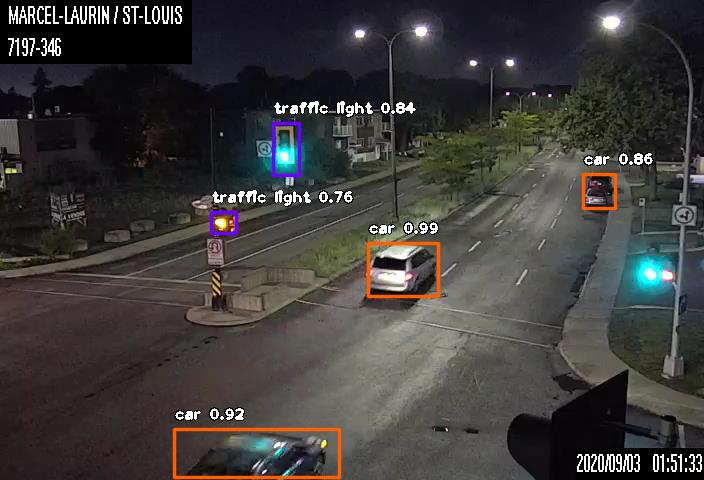 MARCEL-LAURIN / ST-LOUIS
7197-346
traffic light 0.84
car 0.86
traffic light 0.76
car 0.99
car 0.92
2020/09/03 01:51:33